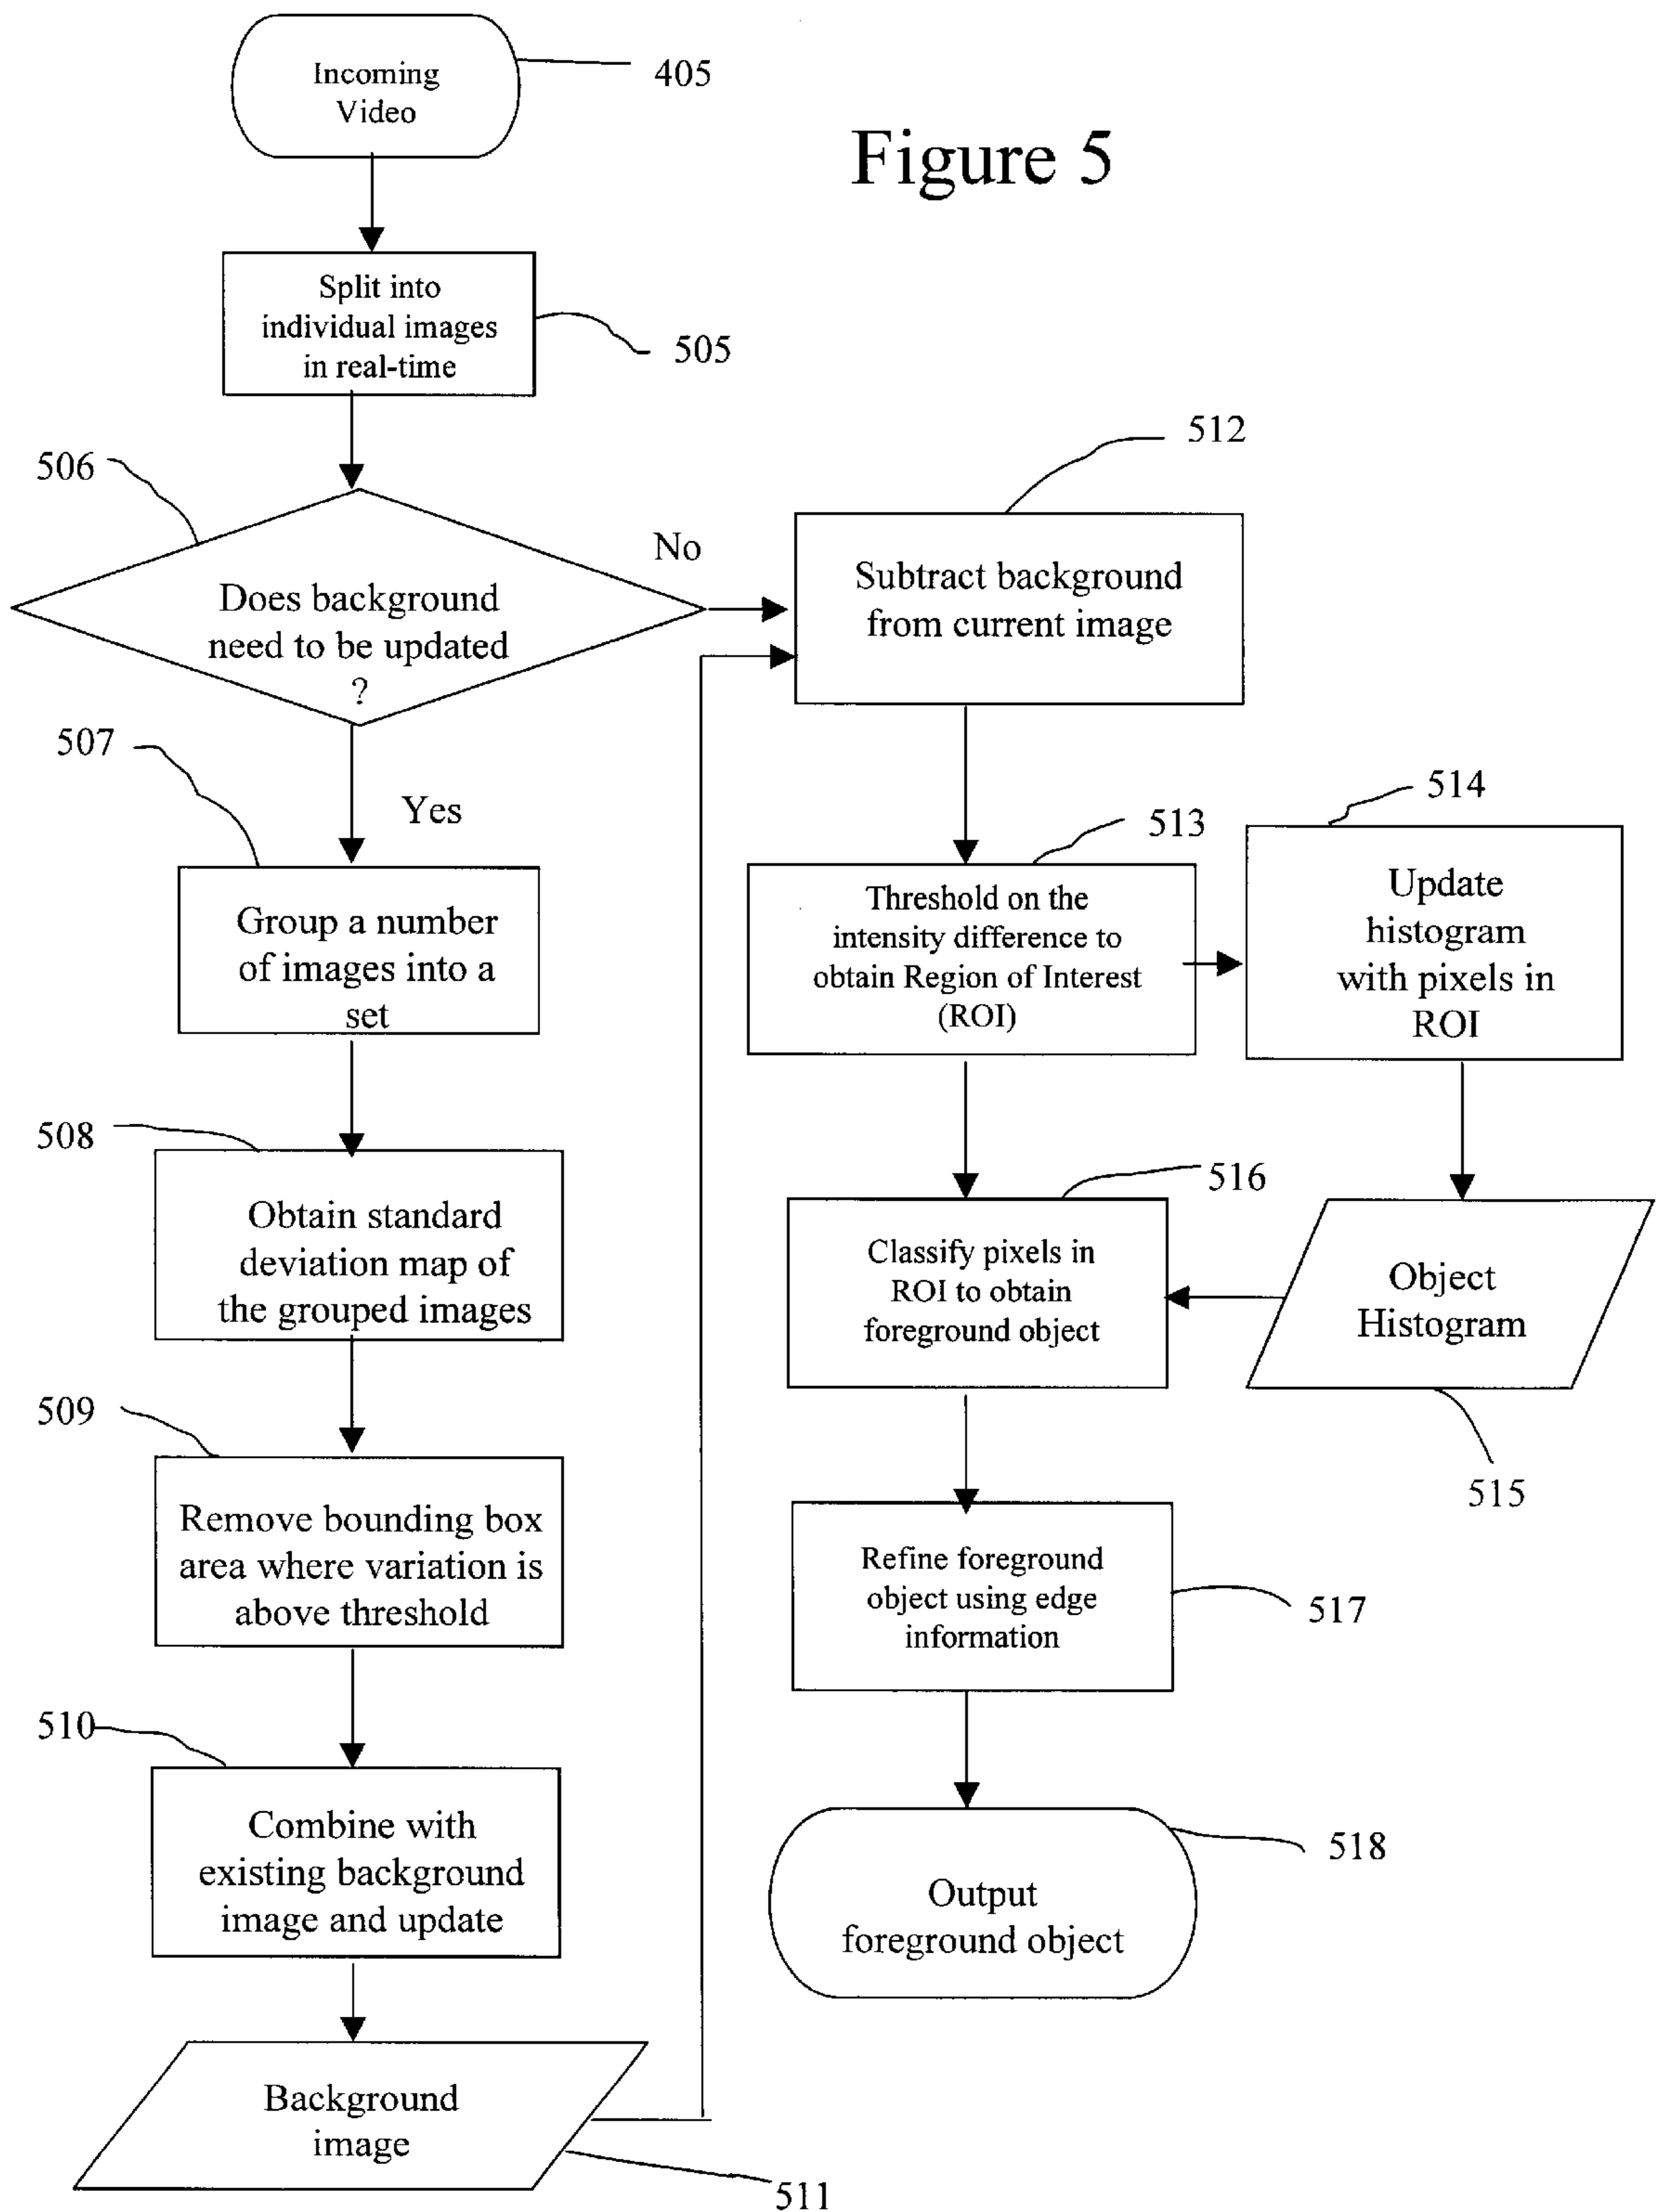 Incoming
Video
405
Figure 5
Split into
individual images
in real-time
505
506
Does background
need to be updated
?
No
Yes
507
Group a number
of images into a
set
508
Obtain standard
deviation map of
the grouped images
509
Remove bounding box
area where variation is
above threshold
510
Combine with
existing background
image and update
Background
image
511
512
Subtract background
from current image
513
Threshold on the
intensity difference to
obtain Region of Interest
(ROI)
514
Update
histogram
with pixels in
ROI
516
Classify pixels in
ROI to obtain
foreground object
Object
Histogram
515
Refine foreground
object using edge
information
517
518
Output
foreground object